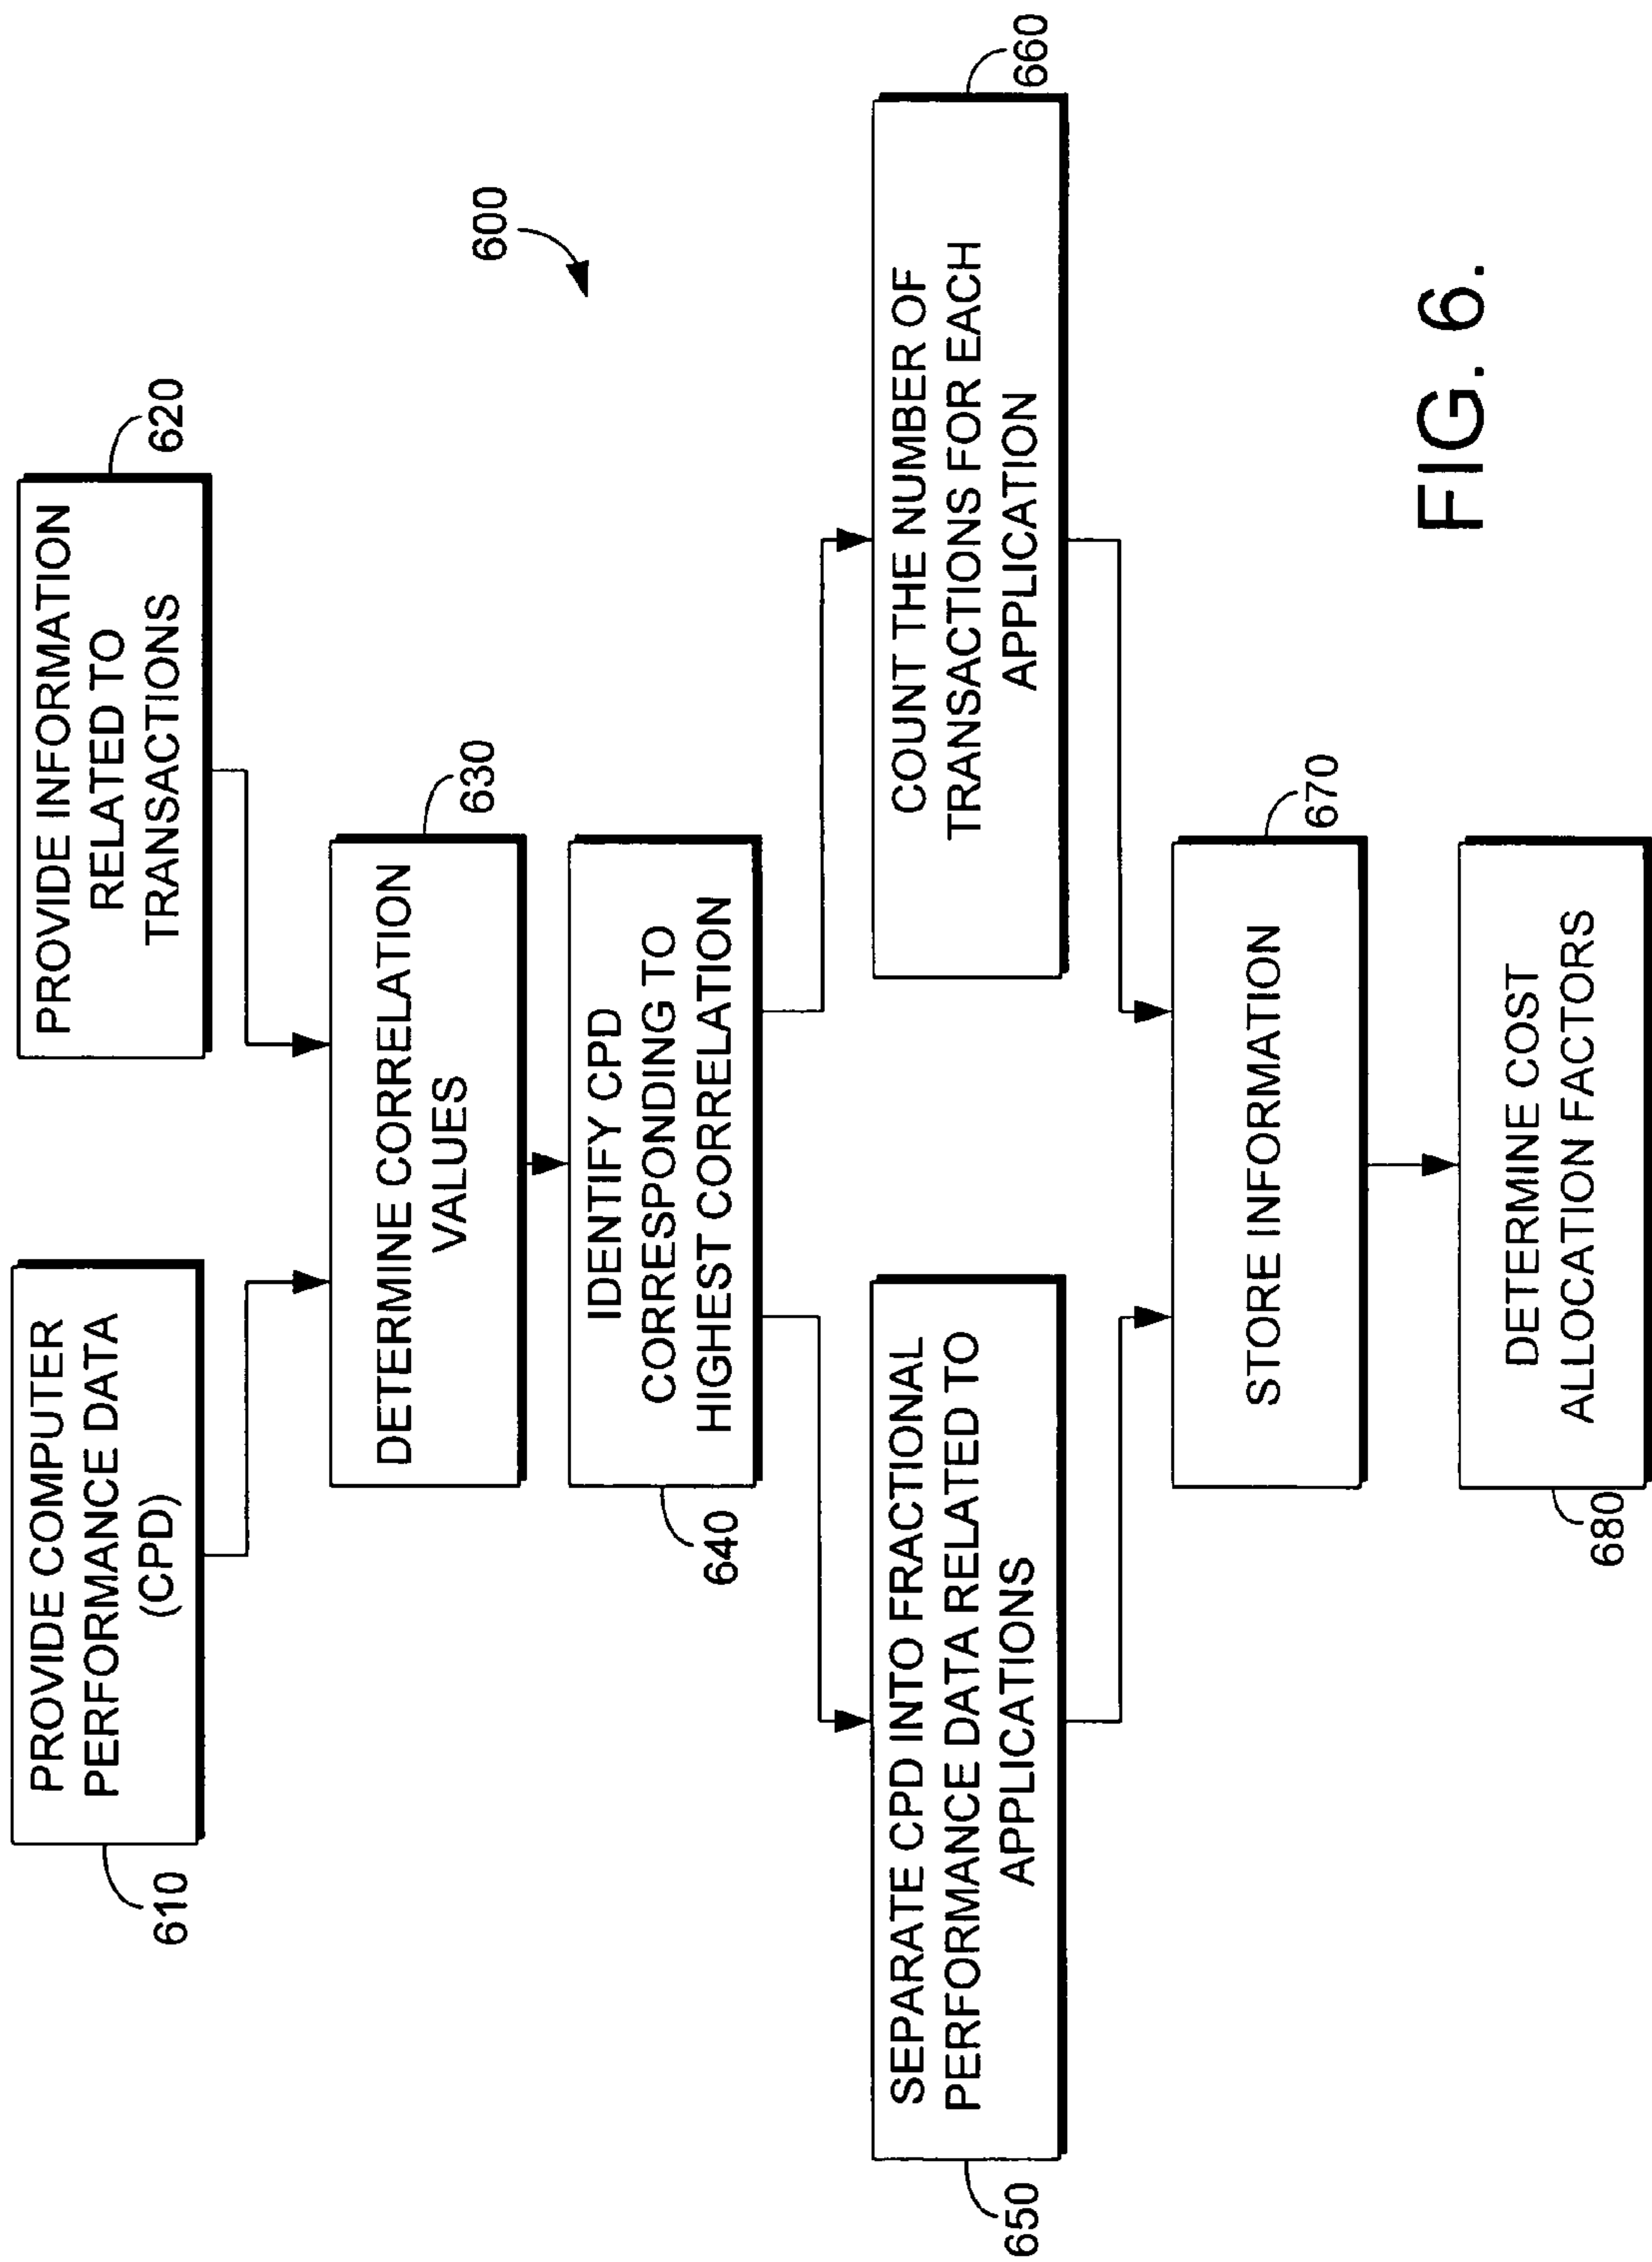 600
610
PROVIDE COMPUTER
PERFORMANCE DATA
(CPD)
620
PROVIDE INFORMATION
RELATED TO
TRANSACTIONS
630
DETERMINE CORRELATION
VALUES
640
IDENTIFY CPD
CORRESPONDING TO
HIGHEST CORRELATION
650
SEPARATE CPD INTO FRACTIONAL
PERFORMANCE DATA RELATED TO
APPLICATIONS
660
COUNT THE NUMBER OF
TRANSACTIONS FOR EACH
APPLICATION
670
STORE INFORMATION
680
DETERMINE COST
ALLOCATION FACTORS
FIG. 6.